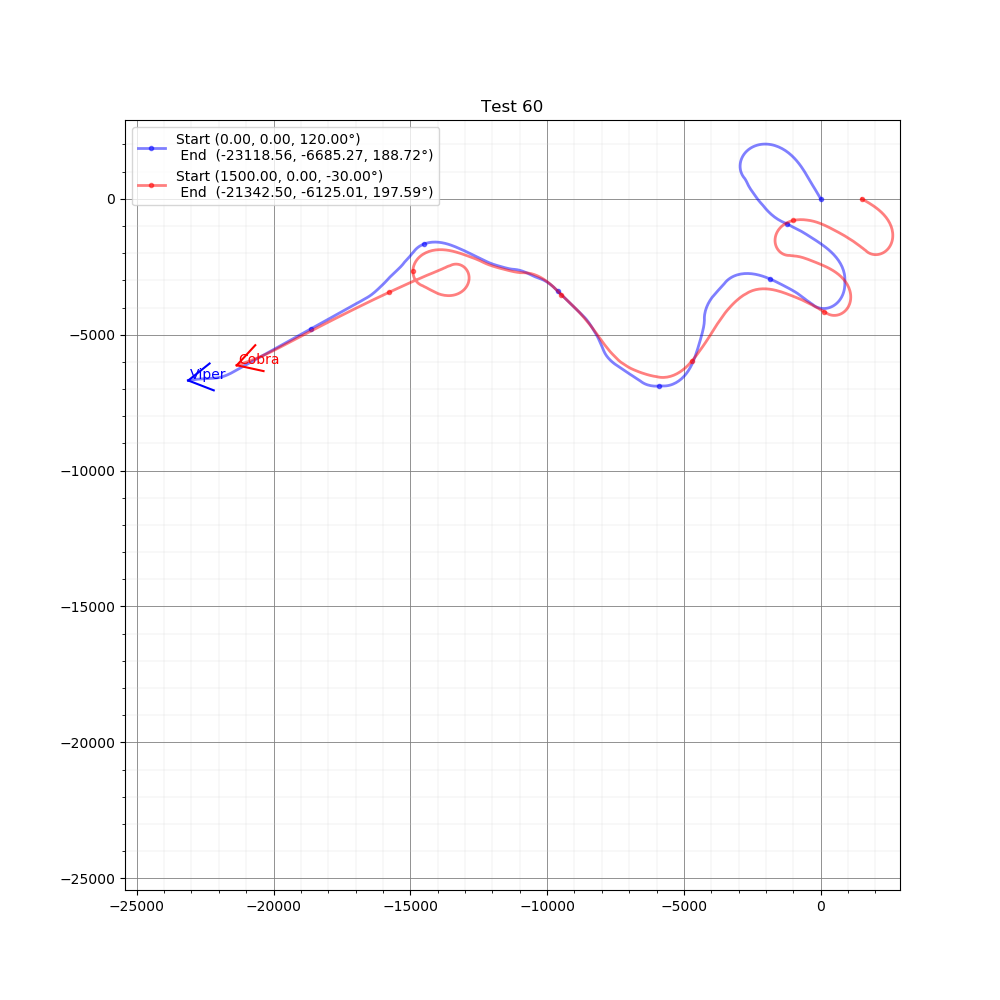 Test 60
Start (0.00, 0.00, 120.00°)
End  (-23118.56, -6685.27, 188.72°)
Start (1500.00, 0.00, -30.00°)
End  (-21342.50, -6125.01, 197.59°)
0
−5000
−10000
−15000
−20000
−25000
Cobra
Viper
−25000 −20000 −15000 −10000 −5000 0